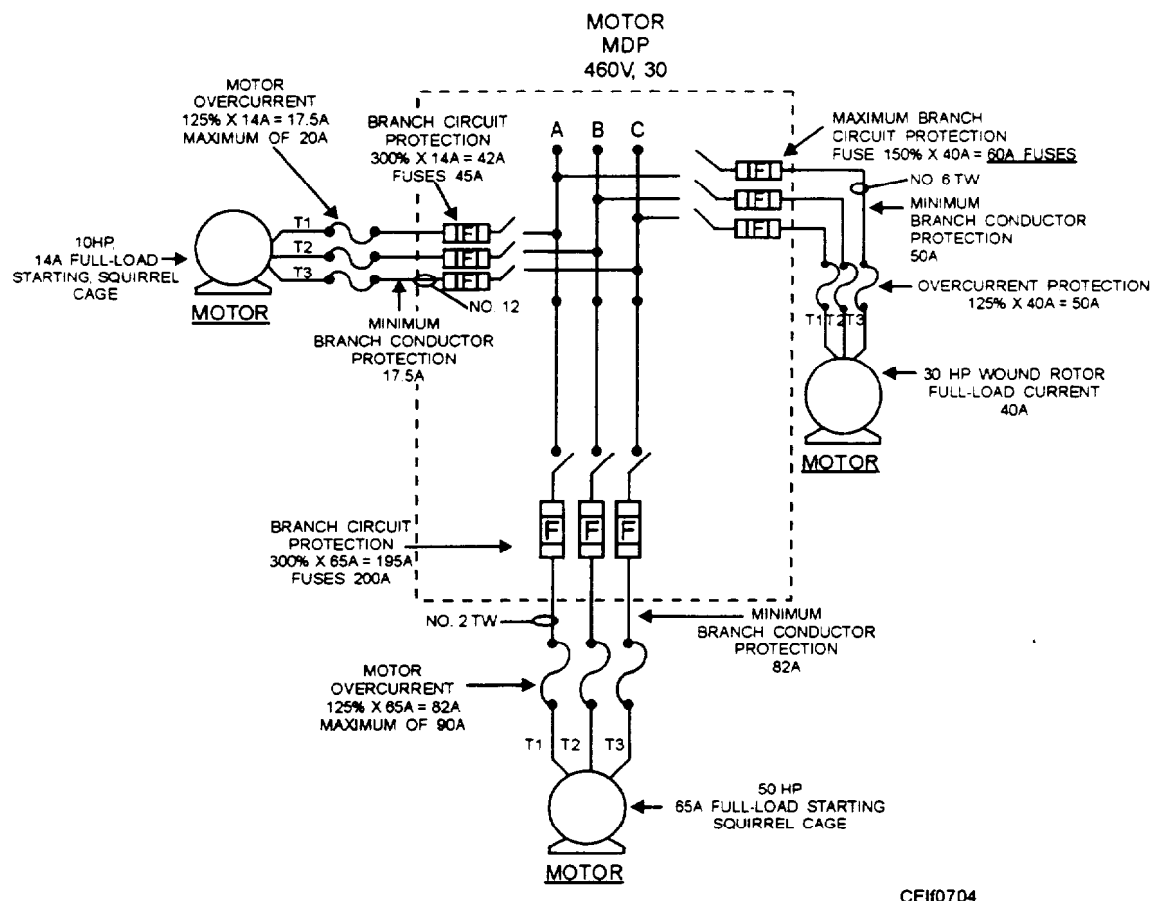 MOTOR
MDP
460V, 30
MOTOR
OVERCURRENT
125% X 14A = 17.5A
MAXIMUM OF 20A
BRANCH CIRCUIT
PROTECTION
300% X 14A = 42A
FUSES 45A
A B C
MAXIMUM BRANCH
CIRCUIT PROTECTION
FUSE 150% X 40A = 60A FUSES
F
F
F
NO. 6 TW
MINIMUM
BRANCH CONDUCTOR
PROTECTION
50A
10HP,
14A FULL-LOAD
STARTING, SQUIRREL
CAGE
T1
T2
T3
F
F
F
MOTOR
NO. 12
MINIMUM
BRANCH CONDUCTOR
PROTECTION
17.5A
OVERCURRENT PROTECTION
125% X 40A = 50A
T1 T2 T3
30 HP WOUND ROTOR
FULL-LOAD CURRENT
40A
MOTOR
BRANCH CIRCUIT
PROTECTION
300% X 65A = 195A
FUSES 200A
F F F
NO. 2 TW
MINIMUM
BRANCH CONDUCTOR
PROTECTION
82A
MOTOR
OVERCURRENT
125% X 65A = 82A
MAXIMUM OF 90A
T1 T2 T3
50 HP
65A FULL-LOAD STARTING
SQUIRREL CAGE
MOTOR
CEIf0704